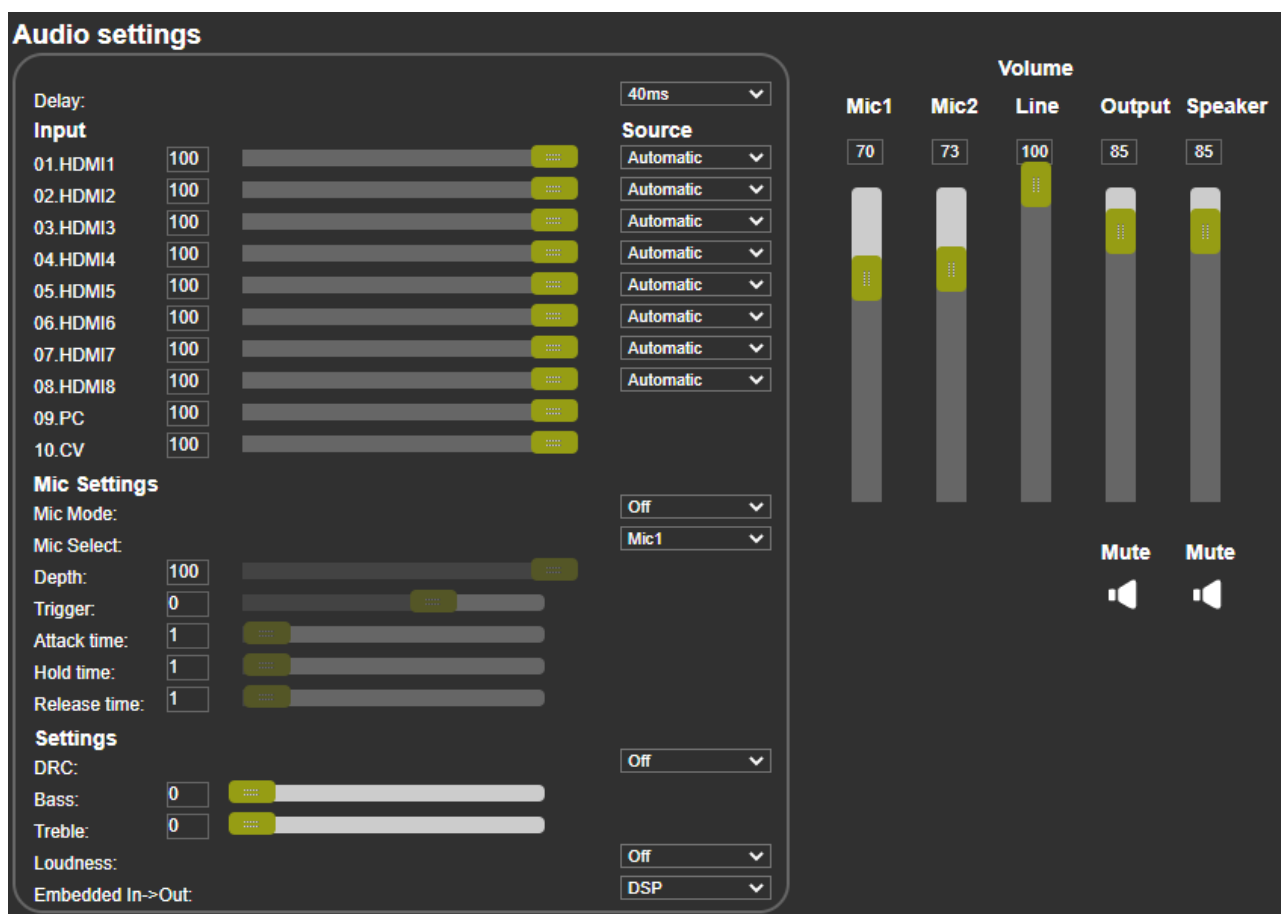 Audio settings
Delay: 40ms
Input Source
01.HDMI1 100 Automatic
02.HDMI2 100 Automatic
03.HDMI3 100 Automatic
04.HDMI4 100 Automatic
05.HDMI5 100 Automatic
06.HDMI6 100 Automatic
07.HDMI7 100 Automatic
08.HDMI8 100 Automatic
09.PC 100
10.CV 100
Mic Settings
Mic Mode: Off
Mic Select: Mic1
Depth: 100
Trigger: 0
Attack time: 1
Hold time: 1
Release time: 1
Settings
DRC: Off
Bass: 0
Treble: 0
Loudness: Off
Embedded In->Out: DSP
Volume
Mic1 Mic2 Line Output Speaker
70 73 100 85 85
Mute Mute